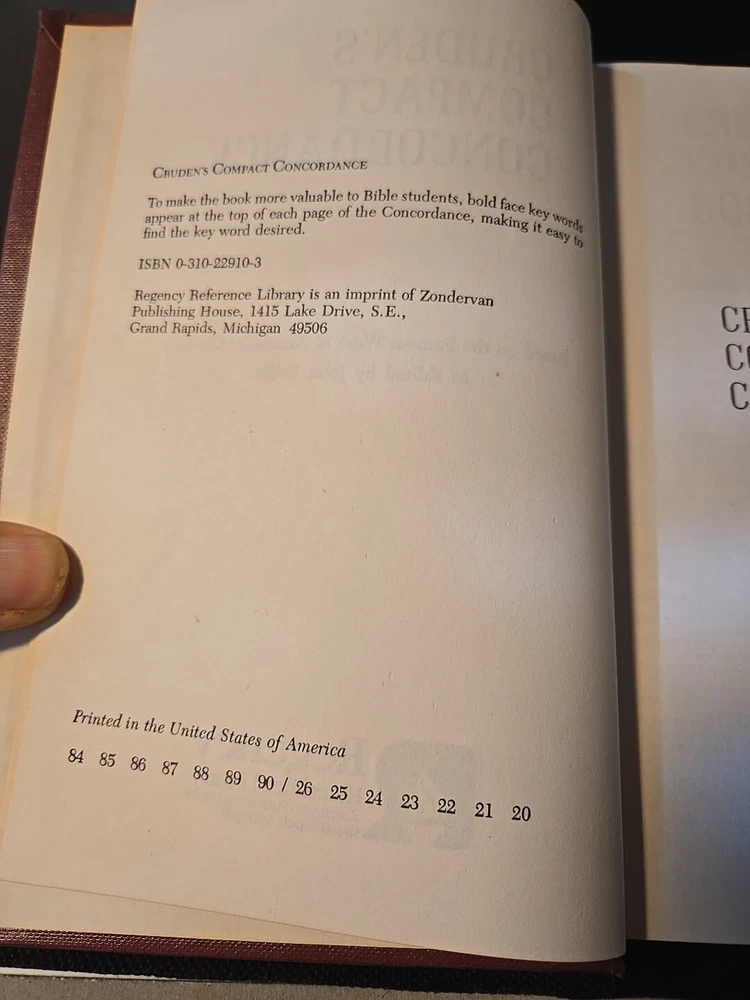 CRUDEN'S COMPACT CONCORDANCE
To make the book more valuable to Bible students, bold face key words
appear at the top of each page of the Concordance, making it easy to
find the key word desired.
ISBN 0-310-22910-3
Regency Reference Library is an imprint of Zondervan
Publishing House, 1415 Lake Drive, S.E.,
Grand Rapids, Michigan 49506
Printed in the United States of America
84 85 86 87 88 89 90 / 26 25 24 23 22 21 20